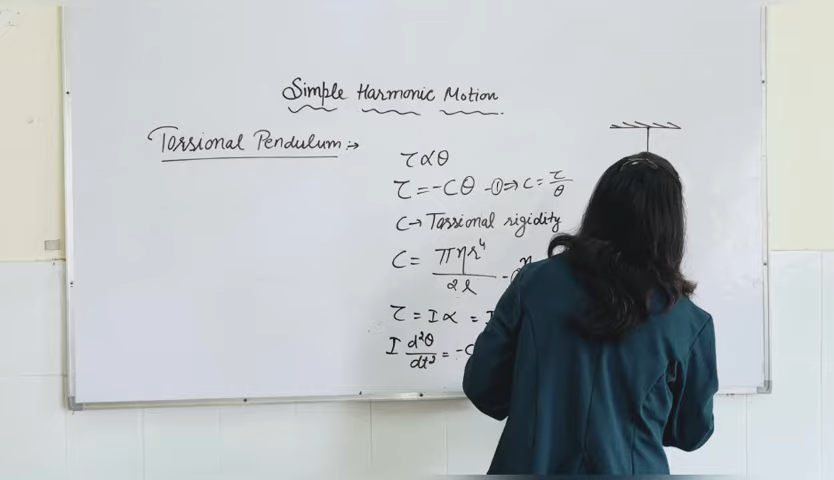 Simple Harmonic Motion
Torsional Pendulum :→
τ α θ
τ = -Cθ -① ⇒ C = τ/θ
C → Torsional rigidity
C = πηr⁴/2l -
τ = Iα = I
I d²θ/dt² = -C